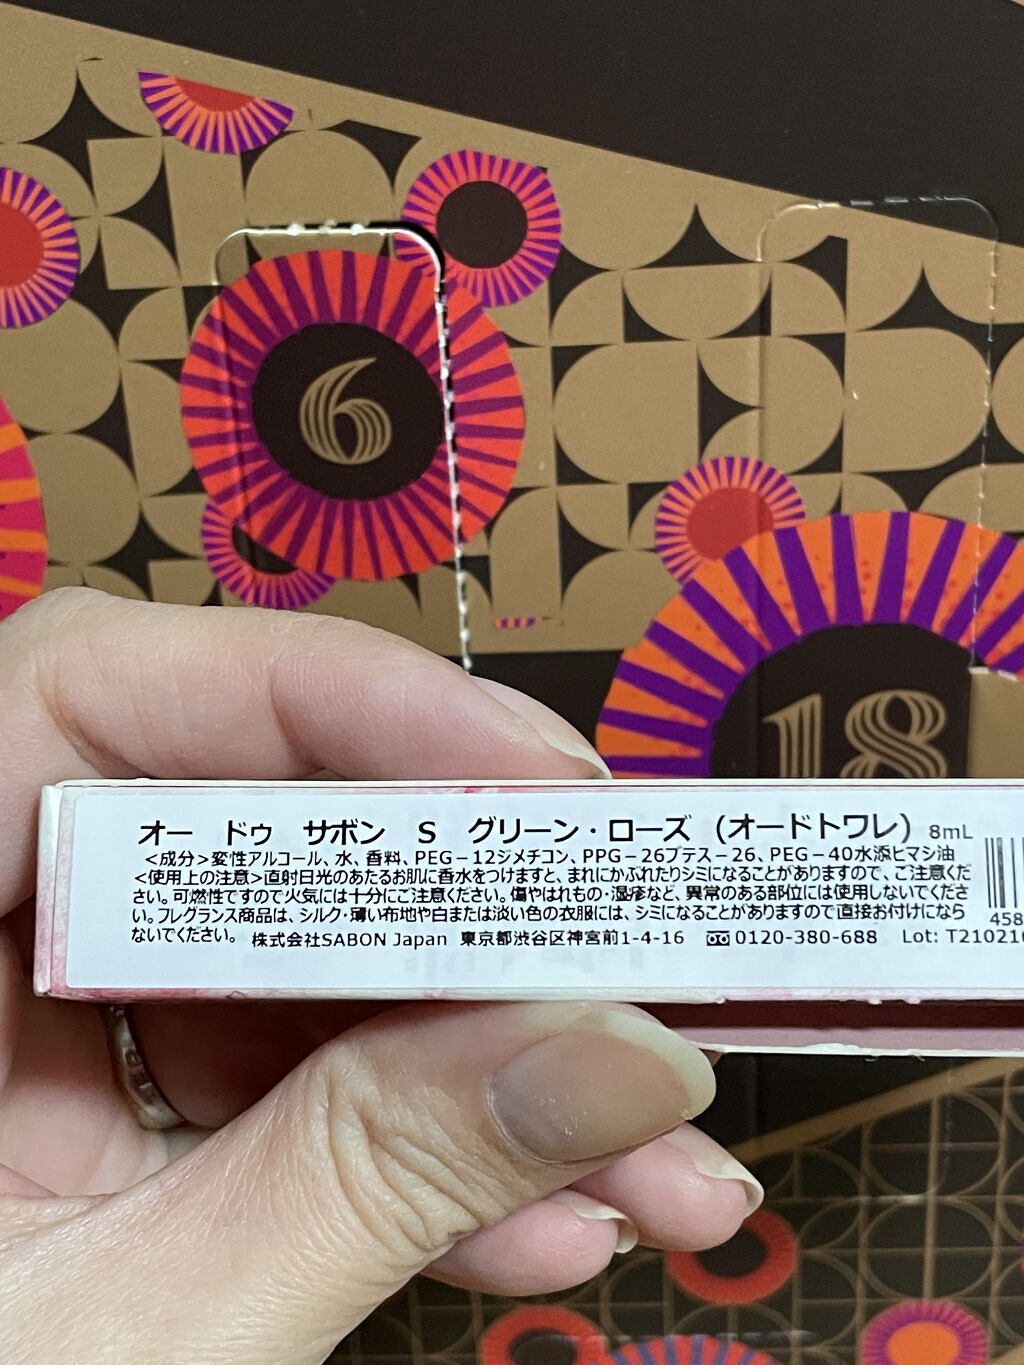 6
18
オー ドゥ サボン S グリーン・ローズ (オードトワレ) 8mL
<成分>変性アルコール、水、香料、PEG－12ジメチコン、PPG－26ブテス－26、PEG－40水添ヒマシ油
<使用上の注意>直射日光のあたるお肌に香水をつけますと、まれにかぶれたりシミになることがありますので、ご注意くだ
さい。可燃性ですので火気には十分にご注意ください。傷やはれもの・湿疹など、異常のある部位には使用しないでくださ
い。フレグランス商品は、シルク・薄い布地や白または淡い色の衣服には、シミになることがありますので直接お付けになら
ないでください。 株式会社SABON Japan 東京都渋谷区神宮前1-4-16 0120-380-688 Lot: T210210
458